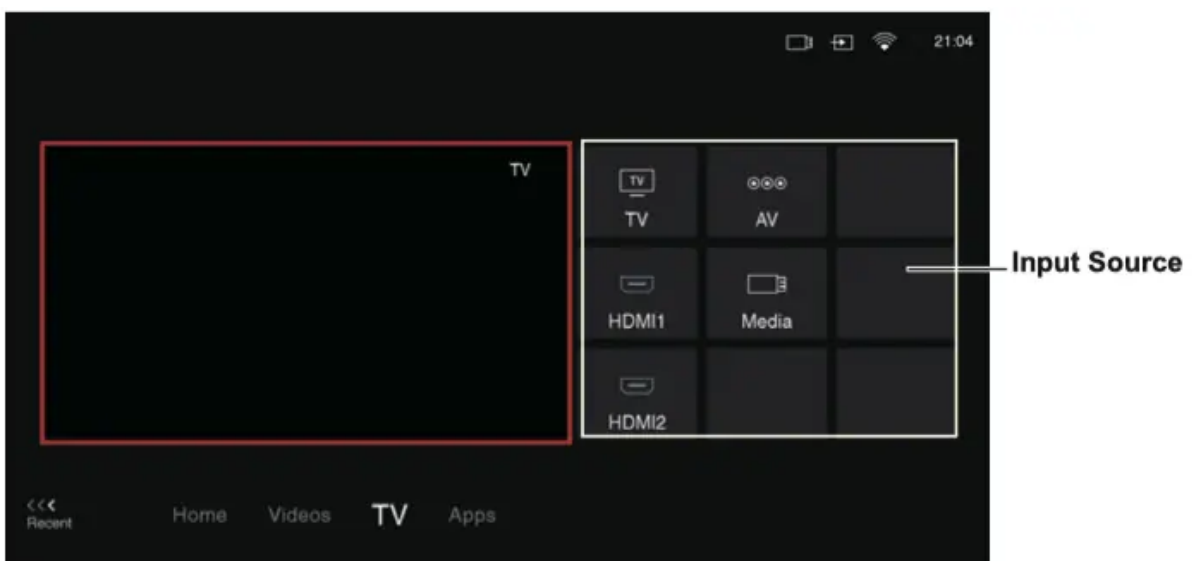 21:04
TV
TV
AV
Input Source
HDMI1
Media
HDMI2
<<<
Recent
Home Videos TV Apps